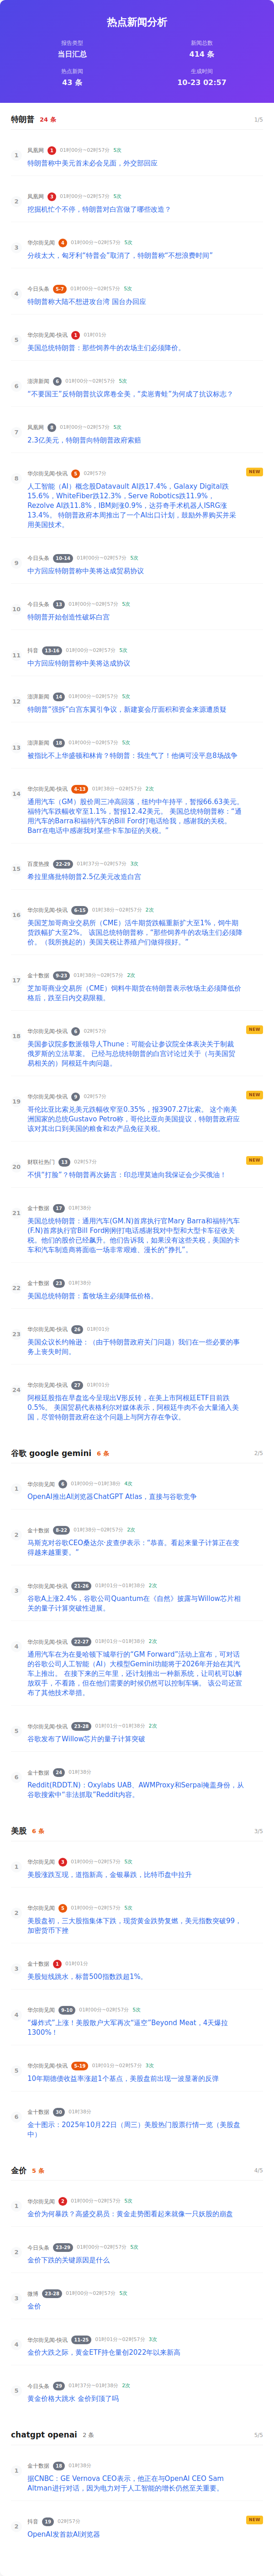 热点新闻分析
报告类型
当日汇总
新闻总数
414 条
热点新闻
43 条
生成时间
10-23 02:57
特朗普 24 条 1/5
1
凤凰网 1 01时00分~02时57分 5次
特朗普称中美元首未必会见面，外交部回应
2
凤凰网 3 01时00分~02时57分 5次
挖掘机忙个不停，特朗普对白宫做了哪些改造？
3
华尔街见闻 4 01时00分~02时57分 5次
分歧太大，匈牙利“特普会”取消了，特朗普称“不想浪费时间”
4
今日头条 5-7 01时00分~02时57分 5次
特朗普称大陆不想进攻台湾 国台办回应
5
华尔街见闻-快讯 1 01时01分
美国总统特朗普：那些饲养牛的农场主们必须降价。
6
澎湃新闻 6 01时00分~02时57分 5次
“不要国王”反特朗普抗议席卷全美，“卖崽青蛙”为何成了抗议标志？
7
凤凰网 8 01时00分~02时57分 5次
2.3亿美元，特朗普向特朗普政府索赔
8
华尔街见闻-快讯 5 02时57分
NEW
人工智能（AI）概念股Datavault AI跌17.4%，Galaxy Digital跌
15.6%，WhiteFiber跌12.3%，Serve Robotics跌11.9%，
Rezolve AI跌11.8%，IBM则涨0.9%，达芬奇手术机器人ISRG涨
13.4%。 特朗普政府本周推出了一个AI出口计划，鼓励外界购买并采
用美国技术。
9
今日头条 10-14 01时00分~02时57分 5次
中方回应特朗普称中美将达成贸易协议
10
今日头条 13 01时00分~02时57分 5次
特朗普开始创造性破坏白宫
11
抖音 13-16 01时00分~02时57分 5次
中方回应特朗普称中美将达成协议
12
澎湃新闻 14 01时00分~02时57分 5次
特朗普“强拆”白宫东翼引争议，新建宴会厅面积和资金来源遭质疑
13
澎湃新闻 18 01时00分~02时57分 5次
被指比不上华盛顿和林肯？特朗普：我生气了！他俩可没平息8场战争
14
华尔街见闻-快讯 4-13 01时38分~02时57分 2次
通用汽车（GM）股价周三冲高回落，纽约中午持平，暂报66.63美元。
福特汽车跌幅收窄至1.1%，暂报12.42美元。 美国总统特朗普称：“通
用汽车的Barra和福特汽车的Bill Ford打电话给我，感谢我的关税。
Barr在电话中感谢我对某些卡车加征的关税。”
15
百度热搜 22-29 01时37分~02时57分 3次
希拉里痛批特朗普2.5亿美元改造白宫
16
华尔街见闻-快讯 6-15 01时38分~02时57分 2次
美国芝加哥商业交易所（CME）活牛期货跌幅重新扩大至1%，饲牛期
货跌幅扩大至2%。 该国总统特朗普称，“那些饲养牛的农场主们必须降
价。（我所挑起的）美国关税让养殖户们做得很好。”
17
金十数据 9-23 01时38分~02时57分 2次
芝加哥商业交易所（CME）饲料牛期货在特朗普表示牧场主必须降低价
格后，跌至日内交易限额。
18
华尔街见闻-快讯 6 02时57分
NEW
美国参议院多数派领导人Thune：可能会让参议院全体表决关于制裁
俄罗斯的立法草案。 已经与总统特朗普的白宫讨论过关于（与美国贸
易相关的）阿根廷牛肉问题。
19
华尔街见闻-快讯 9 02时57分
NEW
哥伦比亚比索兑美元跌幅收窄至0.35%，报3907.27比索。 这个南美
洲国家的总统Gustavo Petro称，哥伦比亚向美国提议，特朗普政府应
该对其出口到美国的粮食和农产品免征关税。
20
财联社热门 13 02时57分
NEW
不惧“打脸”？特朗普再次扬言：印总理莫迪向我保证会少买俄油！
21
金十数据 17 01时38分
美国总统特朗普：通用汽车(GM.N)首席执行官Mary Barra和福特汽车
(F.N)首席执行官Bill Ford刚刚打电话感谢我对中型和大型卡车征收关
税。他们的股价已经飙升。他们告诉我，如果没有这些关税，美国的卡
车和汽车制造商将面临一场非常艰难、漫长的“挣扎”。
22
金十数据 23 01时38分
美国总统特朗普：畜牧场主必须降低价格。
23
华尔街见闻-快讯 26 01时01分
美国众议长约翰逊：（由于特朗普政府关门问题）我们在一些必要的事
务上丧失时间。
24
华尔街见闻-快讯 27 01时01分
阿根廷股指在早盘迄今呈现出V形反转，在美上市阿根廷ETF目前跌
0.5%。 美国贸易代表格利尔对媒体表示，阿根廷牛肉不会大量涌入美
国，尽管特朗普政府在这个问题上与阿方存在争议。
谷歌 google gemini 6 条 2/5
1
华尔街见闻 6 01时00分~01时38分 4次
OpenAI推出AI浏览器ChatGPT Atlas，直接与谷歌竞争
2
金十数据 8-22 01时38分~02时57分 2次
马斯克对谷歌CEO桑达尔·皮查伊表示：“恭喜。看起来量子计算正在变
得越来越重要。”
3
华尔街见闻-快讯 21-26 01时01分~01时38分 2次
谷歌A上涨2.4%，谷歌公司Quantum在《自然》披露与Willow芯片相
关的量子计算突破性进展。
4
华尔街见闻-快讯 22-27 01时01分~01时38分 2次
通用汽车在为在曼哈顿下城举行的“GM Forward”活动上宣布，可对话
的谷歌公司人工智能（AI）大模型Gemini功能将于2026年开始在其汽
车上推出。 在接下来的三年里，还计划推出一种新系统，让司机可以解
放双手，不看路，但在他们需要的时候仍然可以控制车辆。 该公司还宣
布了其他技术举措。
5
华尔街见闻-快讯 23-28 01时01分~01时38分 2次
谷歌发布了Willow芯片的量子计算突破
6
金十数据 24 01时38分
Reddit(RDDT.N)：Oxylabs UAB、AWMProxy和Serpai掩盖身份，从
谷歌搜索中“非法抓取”Reddit内容。
美股 6 条 3/5
1
华尔街见闻 3 01时00分~02时57分 5次
美股涨跌互现，道指新高，金银暴跌，比特币盘中拉升
2
华尔街见闻 5 01时00分~02时57分 5次
美股盘初，三大股指集体下跌，现货黄金跌势复燃，美元指数突破99，
加密货币下挫
3
金十数据 1 01时01分
美股短线跳水，标普500指数跌超1%。
4
华尔街见闻 9-10 01时00分~02时57分 5次
“爆炸式”上涨！美股散户大军再次“逼空”Beyond Meat，4天爆拉
1300%！
5
华尔街见闻-快讯 5-19 01时01分~02时57分 3次
10年期德债收益率涨超1个基点，美股盘前出现一波显著的反弹
6
金十数据 30 01时38分
金十图示：2025年10月22日（周三）美股热门股票行情一览（美股盘
中）
金价 5 条 4/5
1
华尔街见闻 2 01时00分~02时57分 5次
金价为何暴跌？高盛交易员：黄金走势图看起来就像一只妖股的崩盘
2
今日头条 23-29 01时00分~02时57分 5次
金价下跌的关键原因是什么
3
微博 23-28 01时00分~02时57分 5次
金价
4
华尔街见闻-快讯 11-25 01时01分~02时57分 3次
金价大跌之际，黄金ETF持仓量创2022年以来新高
5
今日头条 29 01时37分~01时38分 2次
黄金价格大跳水 金价到顶了吗
chatgpt openai 2 条 5/5
1
金十数据 18 01时38分
据CNBC：GE Vernova CEO表示，他正在与OpenAI CEO Sam
Altman进行对话，因为电力对于人工智能的增长仍然至关重要。
2
抖音 19 02时57分
NEW
OpenAI发首款AI浏览器